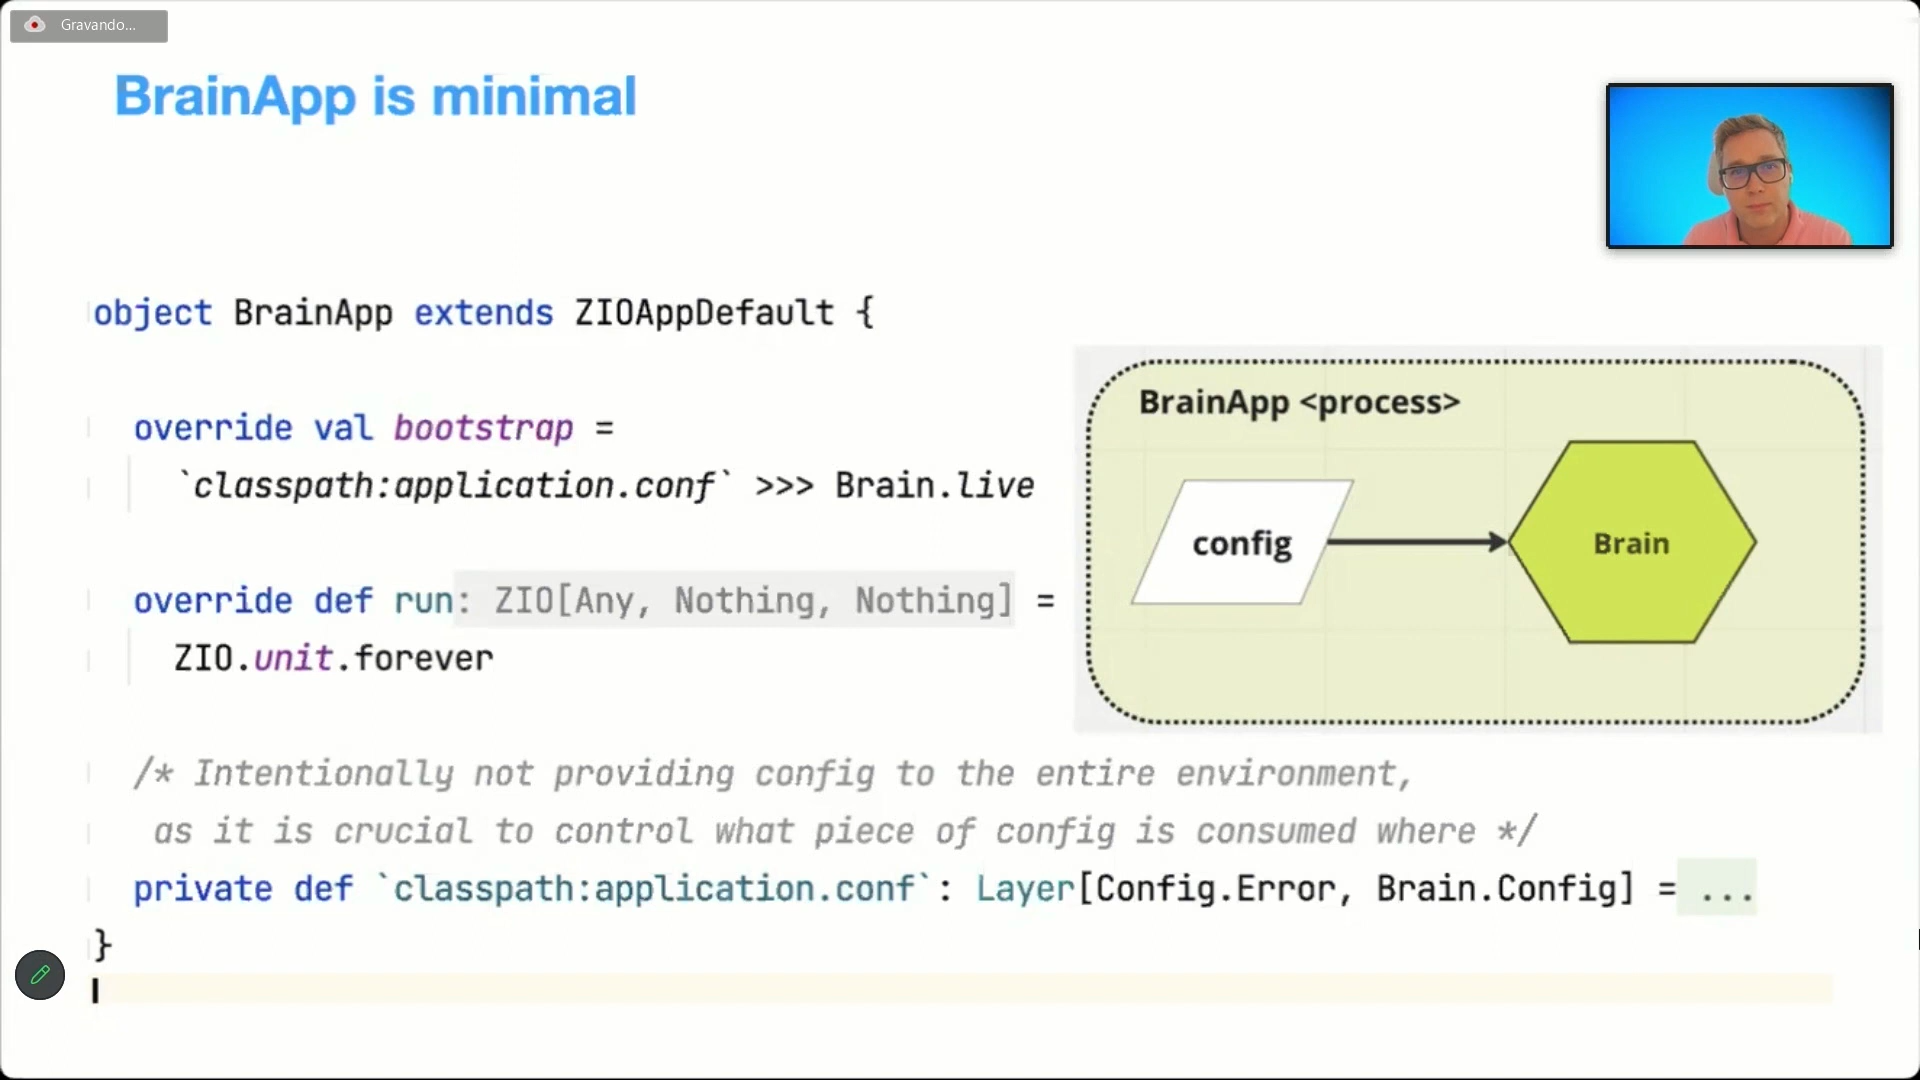 Gravando...
BrainApp is minimal
object BrainApp extends ZIOAppDefault {
override val bootstrap =
`classpath:application.conf` >>> Brain.live
override def run: ZIO[Any, Nothing, Nothing] =
ZIO.unit.forever
BrainApp <process>
config
Brain
/* Intentionally not providing config to the entire environment,
as it is crucial to control what piece of config is consumed where */
private def `classpath:application.conf`: Layer[Config.Error, Brain.Config] = ...
}